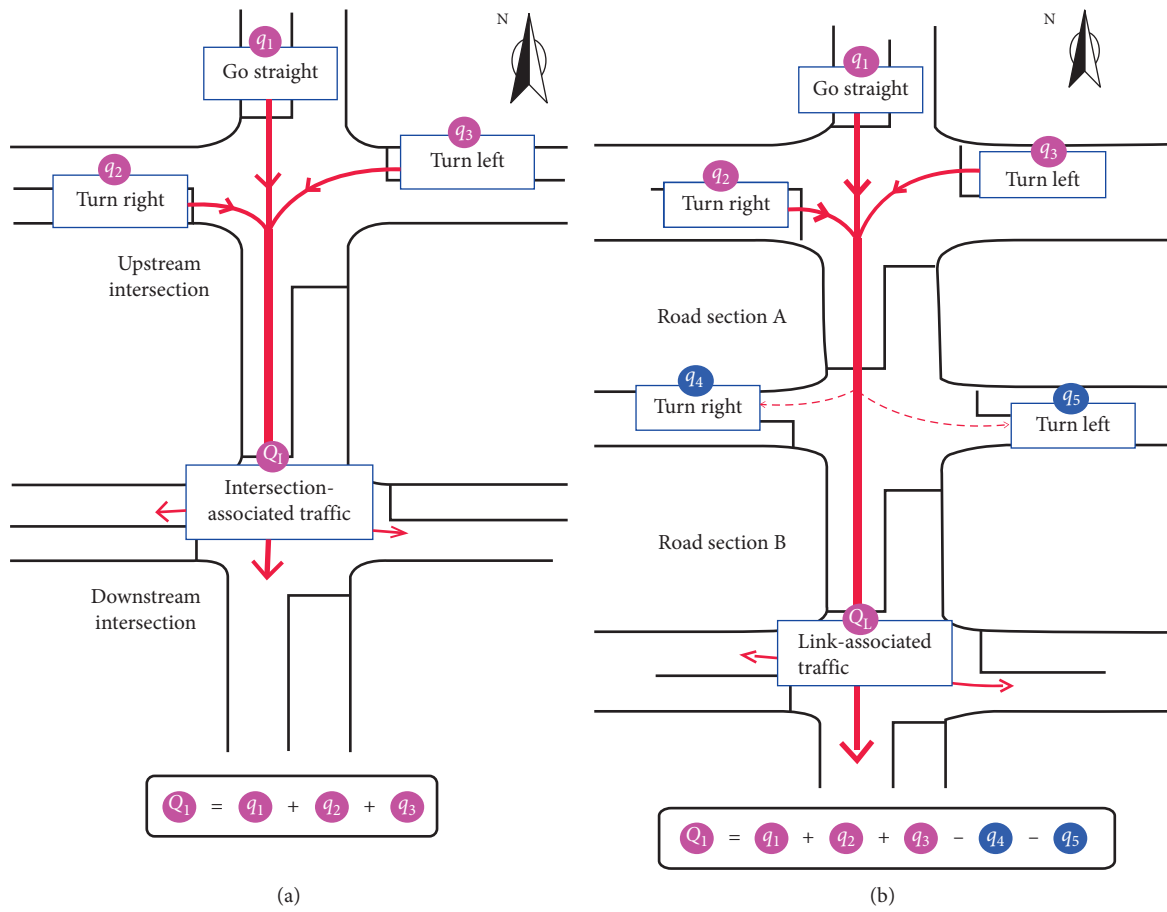 N
q1
Go straight
q3
Turn left
q2
Turn right
Upstream
intersection
QI
Intersection-
associated traffic
Downstream
intersection
Q1 = q1 + q2 + q3
(a)
N
q1
Go straight
q3
Turn left
q2
Turn right
Road section A
q4
Turn right
q5
Turn left
Road section B
QL
Link-associated
traffic
Q1 = q1 + q2 + q3 – q4 – q5
(b)